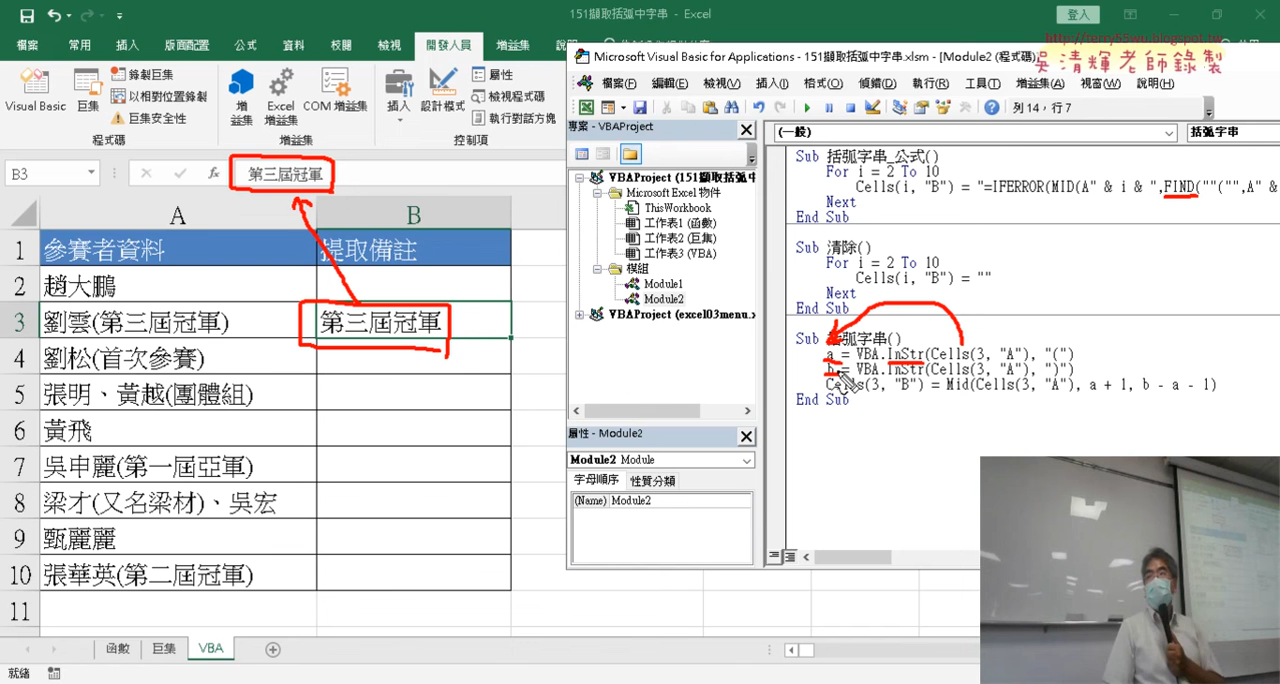 151擷取括弧中字串 - Excel
登入
http://terry55wu.blogspot.tw
吳清輝老師錄製
檔案 常用 插入 版面配置 公式 資料 校閱 檢視 開發人員 增益集
Visual Basic
巨集
錄製巨集
以相對位置錄製
巨集安全性
程式碼
增益集
Excel 增益集
COM 增益集
增益集
插入
設計模式
屬性
檢視程式碼
執行對話方塊
控制項
B3
fx
第三屆冠軍
A B
1 參賽者資料 提取備註
2 趙大鵬
3 劉雲(第三屆冠軍) 第三屆冠軍
4 劉松(首次參賽)
5 張明、黃越(團體組)
6 黃飛
7 吳申麗(第一屆亞軍)
8 梁才(又名梁材)、吳宏
9 甄麗麗
10 張華英(第二屆冠軍)
11
函數 巨集 VBA
就緒
Microsoft Visual Basic for Applications - 151擷取括弧中字串.xlsm - [Module2 (程式碼)]
檔案(F) 編輯(E) 檢視(V) 插入(I) 格式(O) 偵錯(D) 執行(R) 工具(T) 增益集(A) 視窗(W) 說明(H)
列 14，行 7
專案 - VBAProject
VBAProject (151擷取括弧中
Microsoft Excel 物件
ThisWorkbook
工作表1 (函數)
工作表2 (巨集)
工作表3 (VBA)
模組
Module1
Module2
VBAProject (excel03menu.x
屬性 - Module2
Module2 Module
字母順序 性質分類
(Name) Module2
(一般) 括弧字串
Sub 括弧字串_公式()
For i = 2 To 10
Cells(i, "B") = "=IFERROR(MID(A" & i & ",FIND(""("",A" &
Next
End Sub
Sub 清除()
For i = 2 To 10
Cells(i, "B") = ""
Next
End Sub
Sub 括弧字串()
a = VBA.InStr(Cells(3, "A"), "(")
b = VBA.InStr(Cells(3, "A"), ")")
Cells(3, "B") = Mid(Cells(3, "A"), a + 1, b - a - 1)
End Sub